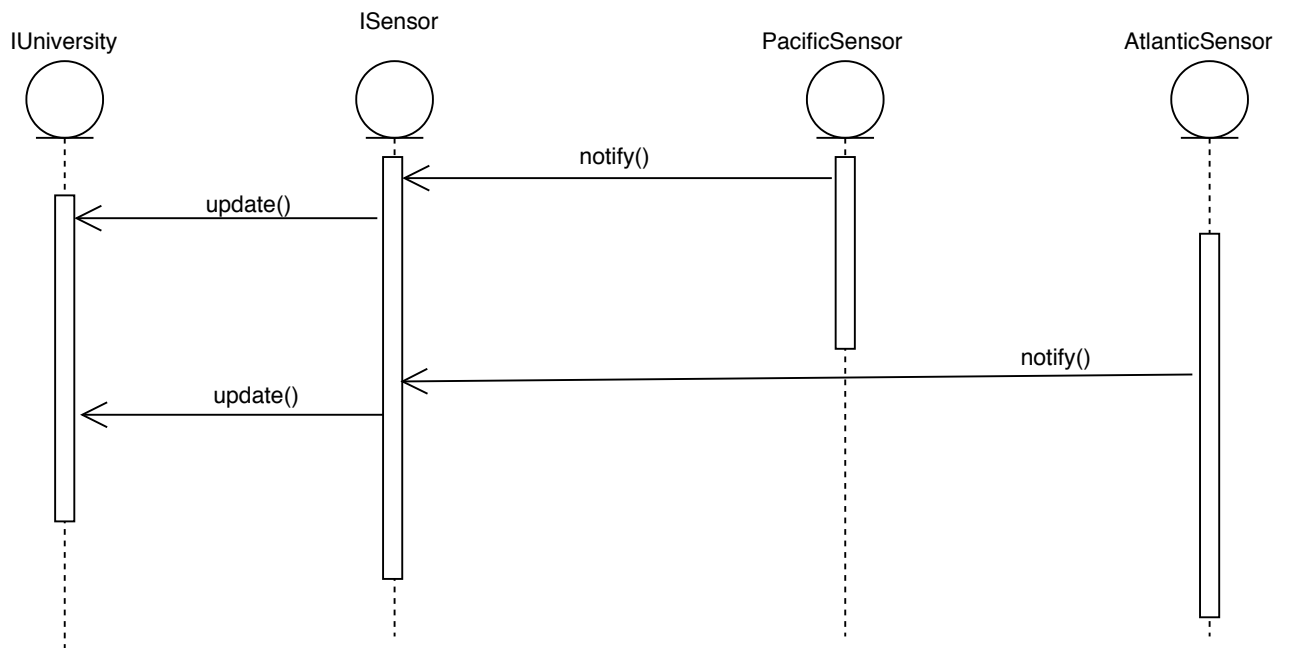 ISensor
IUniversity
PacificSensor
AtlanticSensor
notify()
update()
notify()
update()